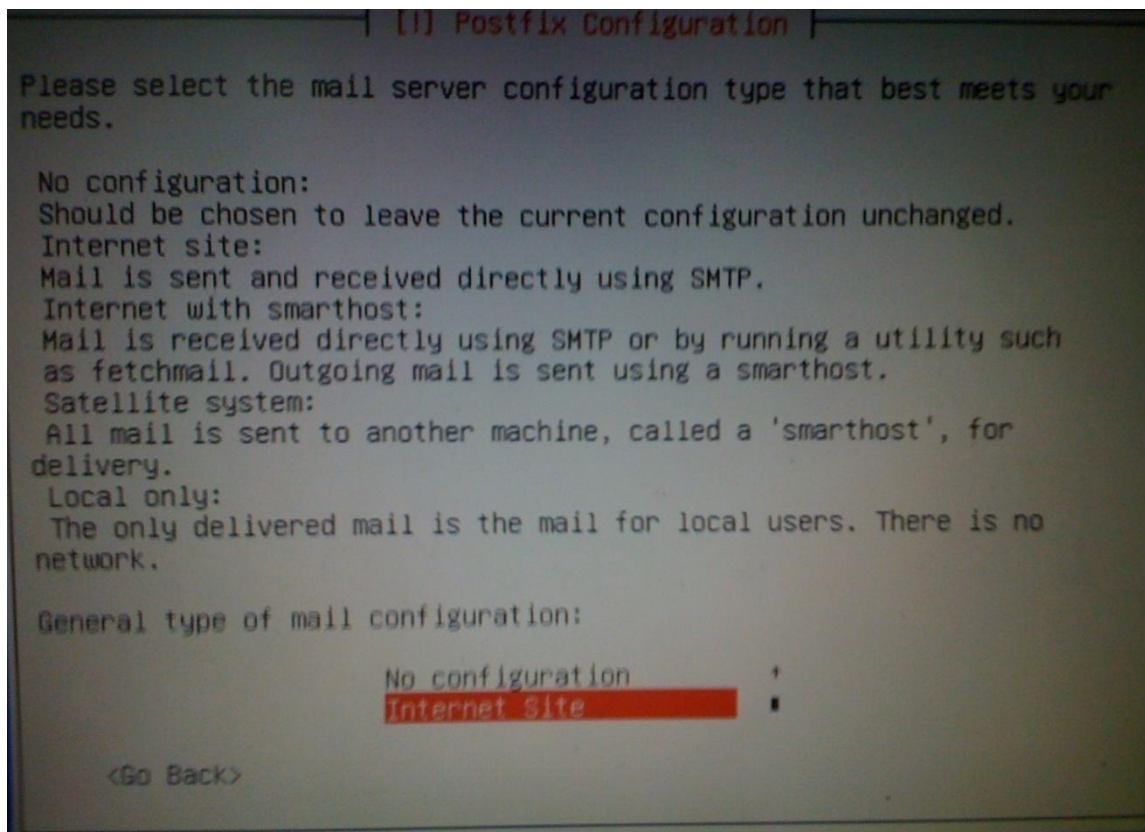 [!] Postfix Configuration
Please select the mail server configuration type that best meets your
needs.
No configuration:
Should be chosen to leave the current configuration unchanged.
Internet site:
Mail is sent and received directly using SMTP.
Internet with smarthost:
Mail is received directly using SMTP or by running a utility such
as fetchmail. Outgoing mail is sent using a smarthost.
Satellite system:
All mail is sent to another machine, called a 'smarthost', for
delivery.
Local only:
The only delivered mail is the mail for local users. There is no
network.
General type of mail configuration:
No configuration
Internet Site
<Go Back>